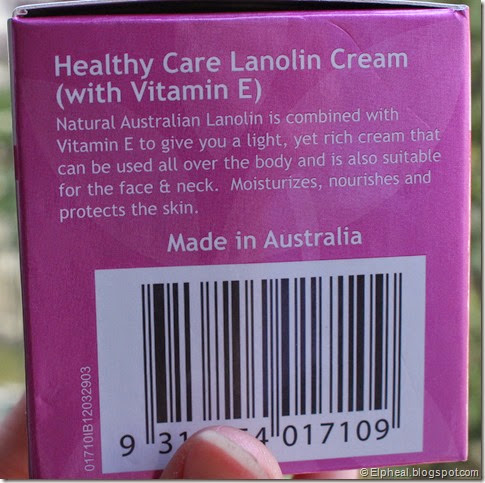 Healthy Care Lanolin Cream
(with Vitamin E)
Natural Australian Lanolin is combined with
Vitamin E to give you a light, yet rich cream that
can be used all over the body and is also suitable
for the face & neck. Moisturizes, nourishes and
protects the skin.
Made in Australia
01710IB12032903
9 017109
© Elpheal.blogspot.com